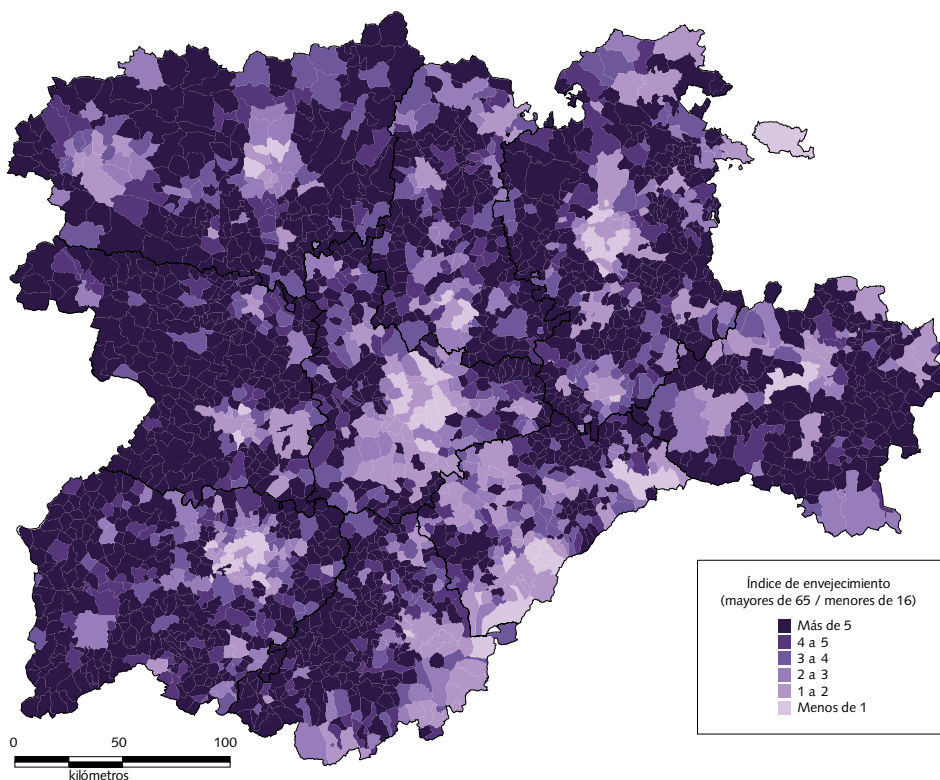 Índice de envejecimiento
(mayores de 65 / menores de 16)
Más de 5
4 a 5
3 a 4
2 a 3
1 a 2
Menos de 1
0 50 100
kilómetros